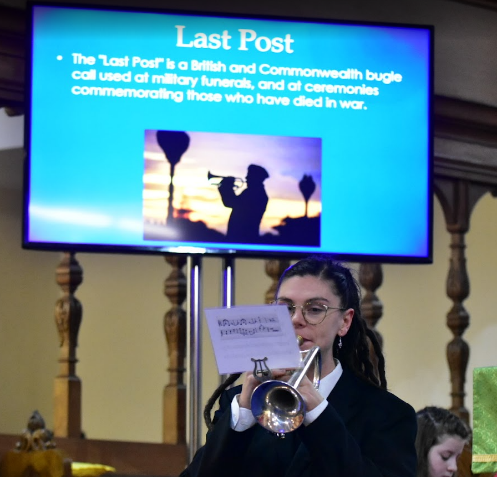 Last Post
• The "Last Post" is a British and Commonwealth bugle
call used at military funerals, and at ceremonies
commemorating those who have died in war.